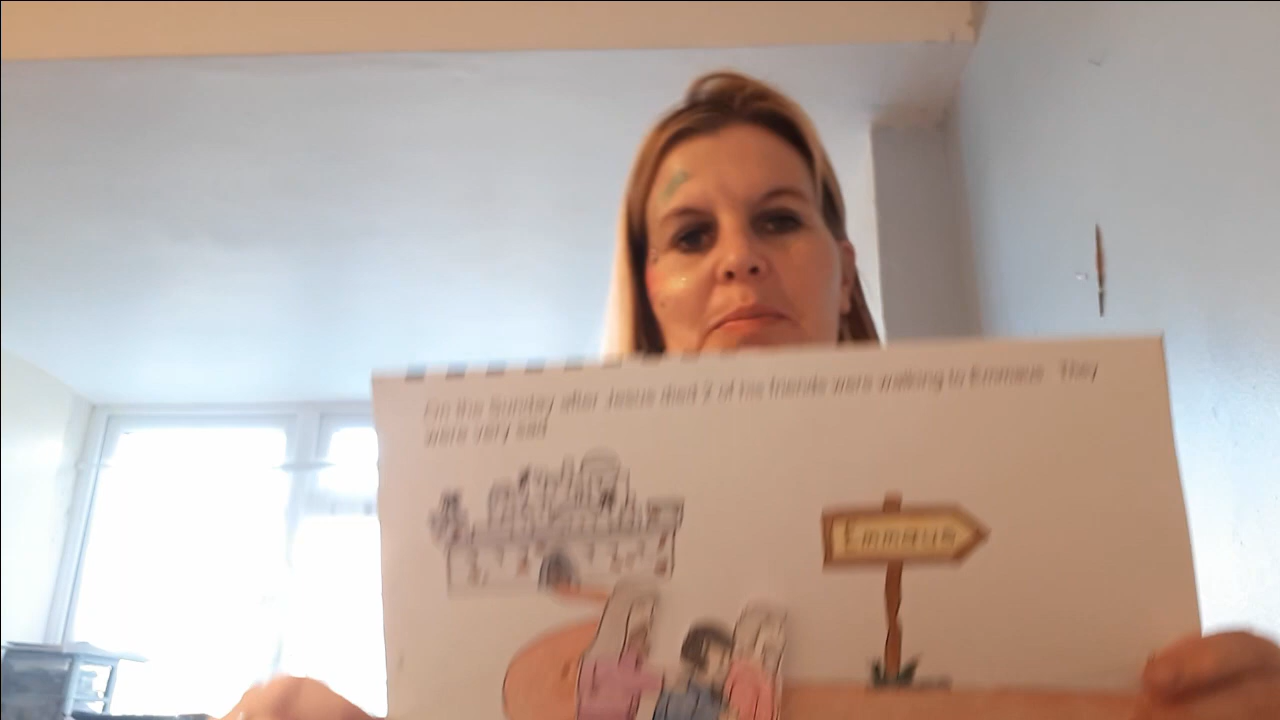 On the Sunday after Jesus died 2 of his friends were walking to Emmaus They
were very sad
Emmaus